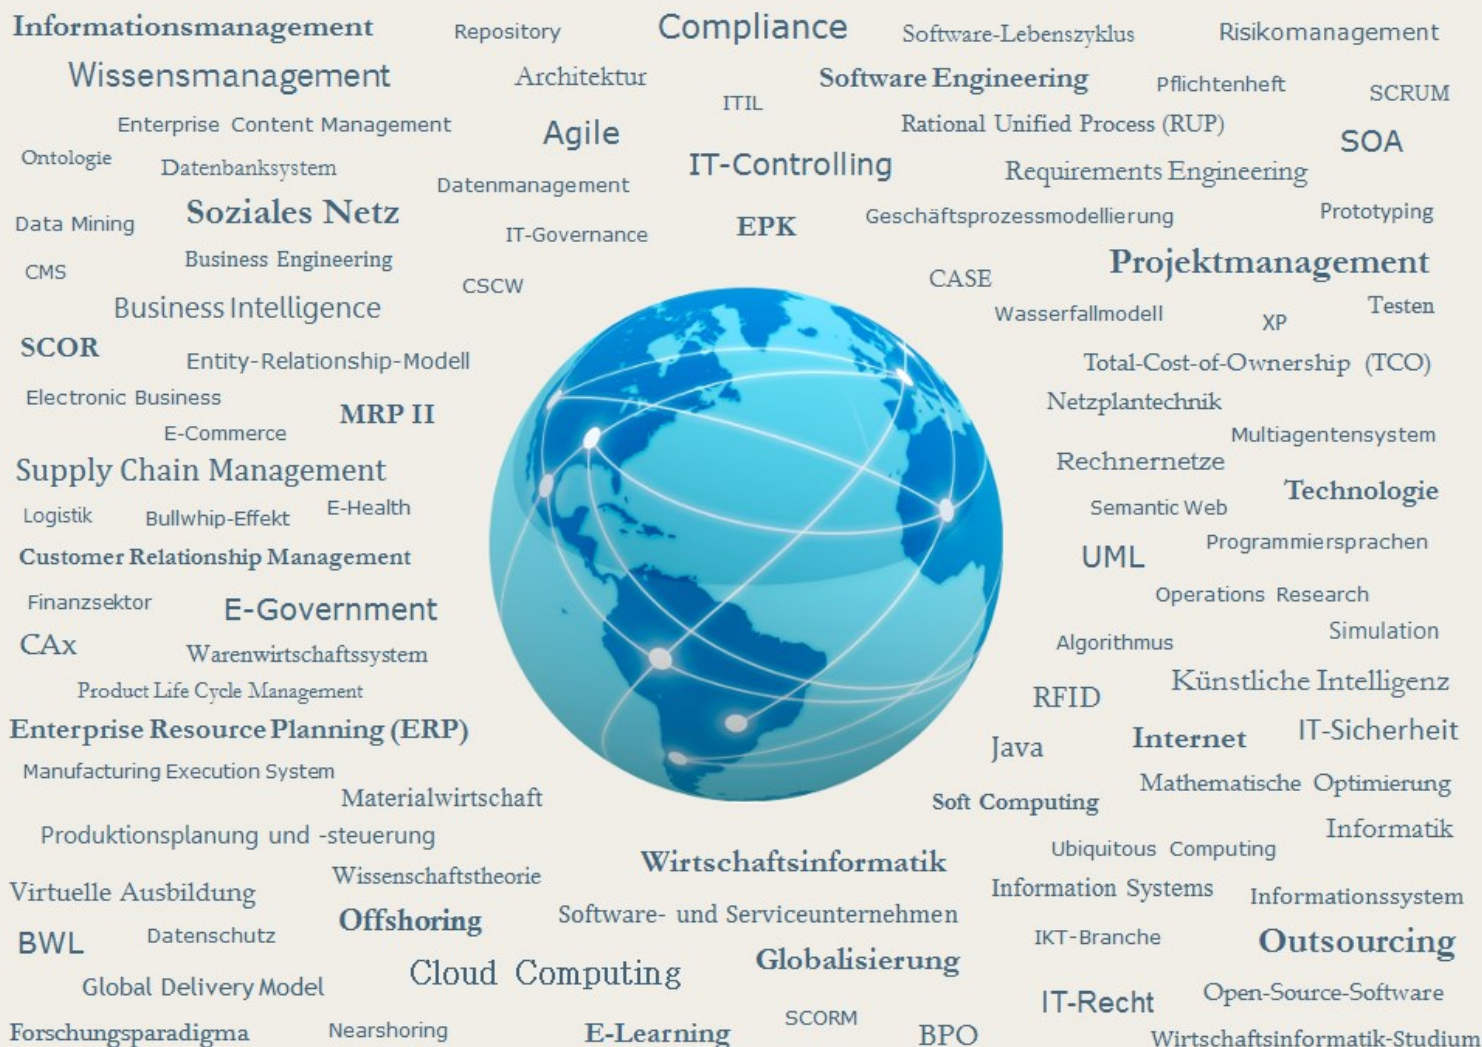 Informationsmanagement
Repository
Compliance
Software-Lebenszyklus
Risikomanagement
Wissensmanagement
Architektur
Software Engineering
Pflichtenheft
SCRUM
ITIL
Enterprise Content Management
Agile
Rational Unified Process (RUP)
SOA
Ontologie
Datenbanksystem
IT-Controlling
Requirements Engineering
Datenmanagement
Data Mining
Soziales Netz
IT-Governance
EPK
Geschäftsprozessmodellierung
Prototyping
CMS
Business Engineering
CSCW
CASE
Projektmanagement
Business Intelligence
Wasserfallmodell
XP
Testen
SCOR
Entity-Relationship-Modell
Total-Cost-of-Ownership (TCO)
Electronic Business
MRP II
Netzplantechnik
E-Commerce
Multiagentensystem
Supply Chain Management
Rechnernetze
Technologie
Logistik
Bullwhip-Effekt
E-Health
Semantic Web
Customer Relationship Management
UML
Programmiersprachen
Finanzsektor
E-Government
Operations Research
CAx
Warenwirtschaftssystem
Algorithmus
Simulation
Product Life Cycle Management
RFID
Künstliche Intelligenz
Enterprise Resource Planning (ERP)
Java
Internet
IT-Sicherheit
Manufacturing Execution System
Mathematische Optimierung
Materialwirtschaft
Soft Computing
Produktionsplanung und -steuerung
Informatik
Wirtschaftsinformatik
Ubiquitous Computing
Virtuelle Ausbildung
Wissenschaftstheorie
Information Systems
Informationssystem
Offshoring
Software- und Serviceunternehmen
BWL
Datenschutz
IKT-Branche
Outsourcing
Cloud Computing
Globalisierung
Global Delivery Model
IT-Recht
Open-Source-Software
Forschungsparadigma
Nearshoring
E-Learning
SCORM
BPO
Wirtschaftsinformatik-Studium